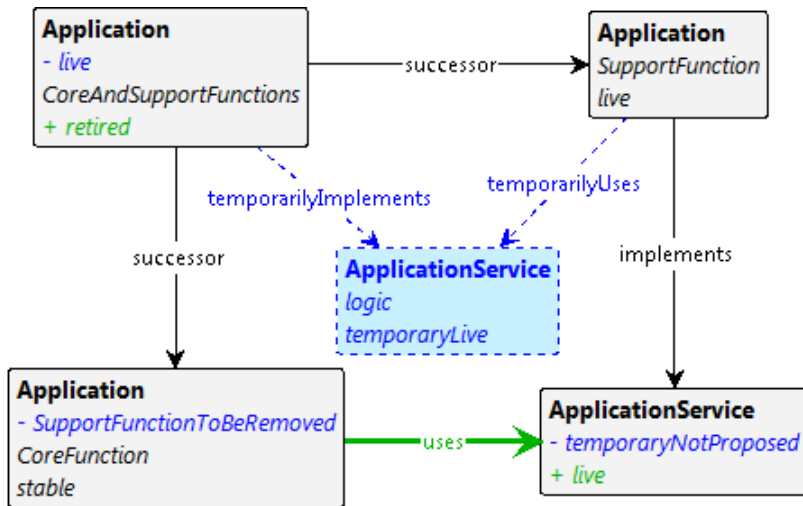 Application
- live
CoreAndSupportFunctions
+ retired
successor
Application
SupportFunction
live
temporarilyImplements
temporarilyUses
successor
implements
ApplicationService
logic
temporaryLive
Application
- SupportFunctionToBeRemoved
CoreFunction
stable
uses
ApplicationService
- temporaryNotProposed
+ live